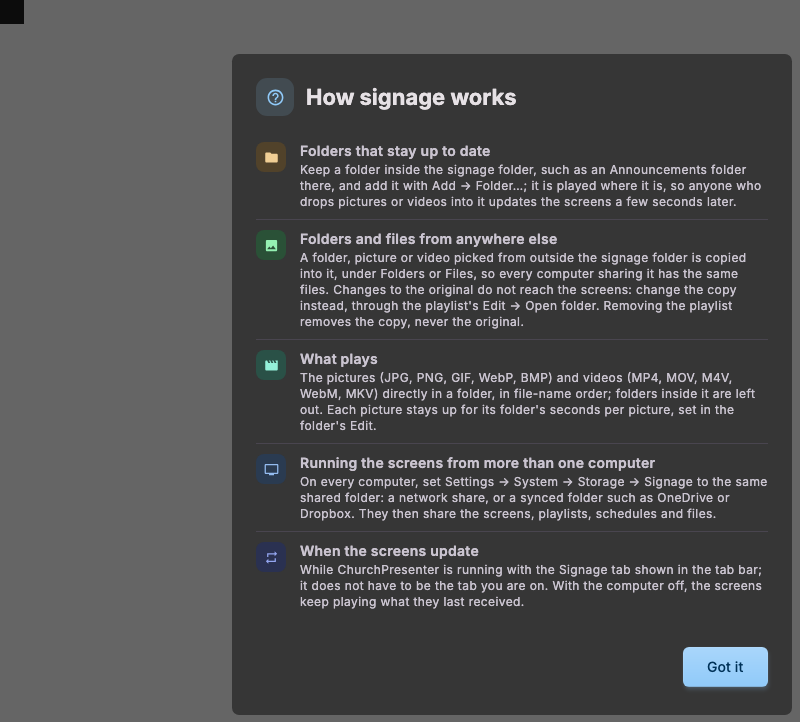 How signage works
Folders that stay up to date
Keep a folder inside the signage folder, such as an Announcements folder
there, and add it with Add → Folder...; it is played where it is, so anyone who
drops pictures or videos into it updates the screens a few seconds later.
Folders and files from anywhere else
A folder, picture or video picked from outside the signage folder is copied
into it, under Folders or Files, so every computer sharing it has the same
files. Changes to the original do not reach the screens: change the copy
instead, through the playlist's Edit → Open folder. Removing the playlist
removes the copy, never the original.
What plays
The pictures (JPG, PNG, GIF, WebP, BMP) and videos (MP4, MOV, M4V,
WebM, MKV) directly in a folder, in file-name order; folders inside it are left
out. Each picture stays up for its folder's seconds per picture, set in the
folder's Edit.
Running the screens from more than one computer
On every computer, set Settings → System → Storage → Signage to the same
shared folder: a network share, or a synced folder such as OneDrive or
Dropbox. They then share the screens, playlists, schedules and files.
When the screens update
While ChurchPresenter is running with the Signage tab shown in the tab bar;
it does not have to be the tab you are on. With the computer off, the screens
keep playing what they last received.
Got it